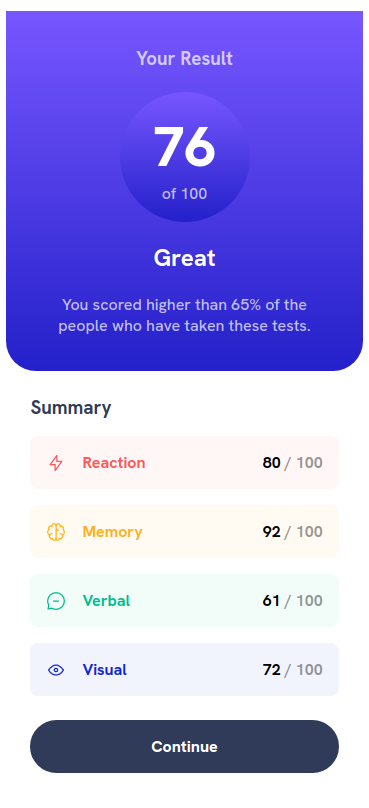 Your Result
76
of 100
Great
You scored higher than 65% of the
people who have taken these tests.
Summary
Reaction 80 / 100
Memory 92 / 100
Verbal 61 / 100
Visual 72 / 100
Continue